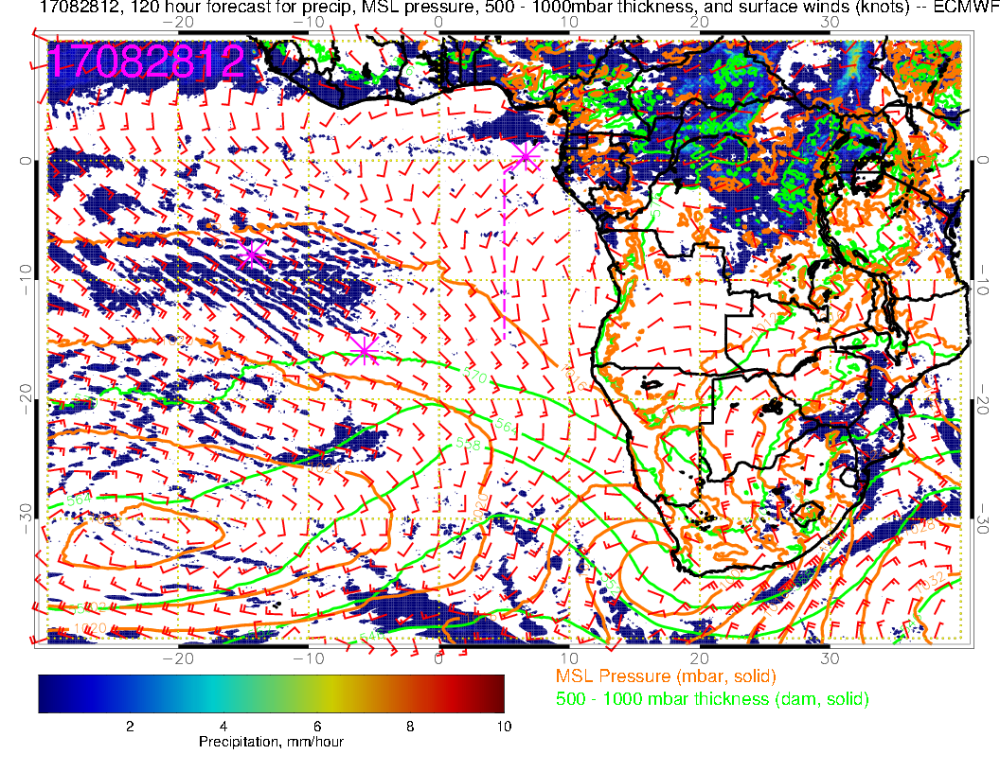 17082812, 120 hour forecast for precip, MSL pressure, 500 - 1000mbar thickness, and surface winds (knots) -- ECMWF
−20 −10 0 10 20 30
17082812
0 0
−10 −10
−20 −20
−30 −30
570
564
558
1016
1020
1028
1032
1020
−20 −10 0 10 20 30
2 4 6 8 10
Precipitation, mm/hour
MSL Pressure (mbar, solid)
500 - 1000 mbar thickness (dam, solid)